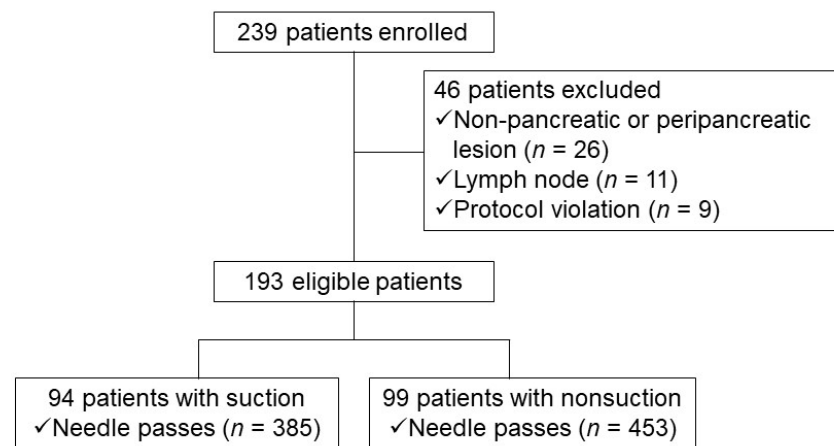 239 patients enrolled
46 patients excluded
✓Non-pancreatic or peripancreatic
lesion (n = 26)
✓Lymph node (n = 11)
✓Protocol violation (n = 9)
193 eligible patients
94 patients with suction
✓Needle passes (n = 385)
99 patients with nonsuction
✓Needle passes (n = 453)